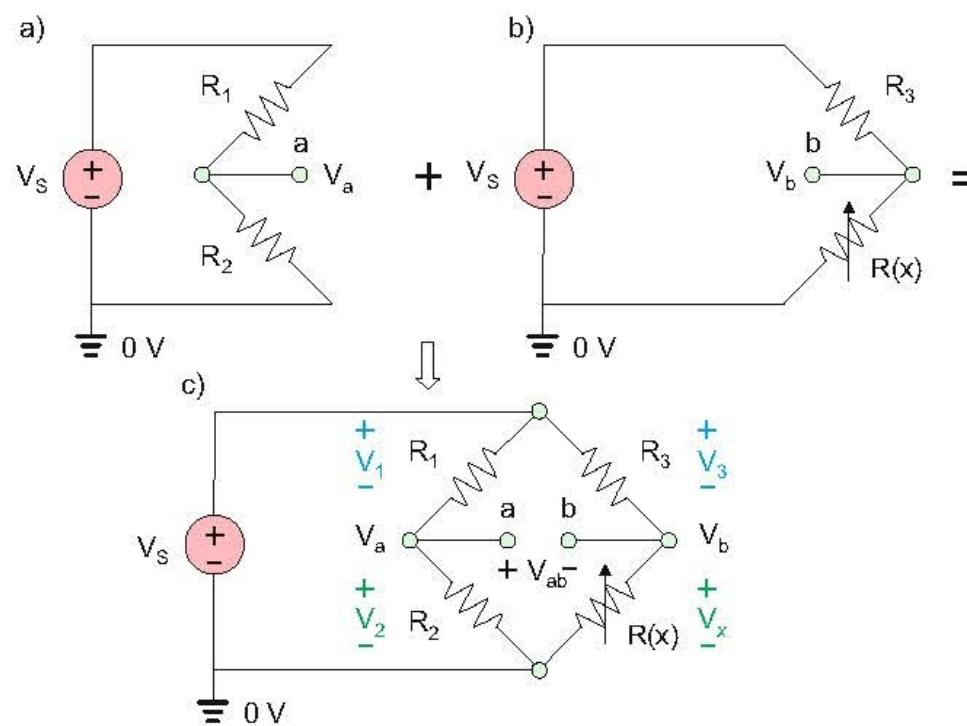 a)
b)
R1
R3
a
b
+
-
VS
Va
+
VS
+
-
Vb
=
R2
R(x)
0 V
0 V
c)
+
V1
-
R1
R3
+
V3
-
a
b
VS
+
-
Va
Vb
+ Vab -
+
V2
-
R2
R(x)
+
Vx
-
0 V